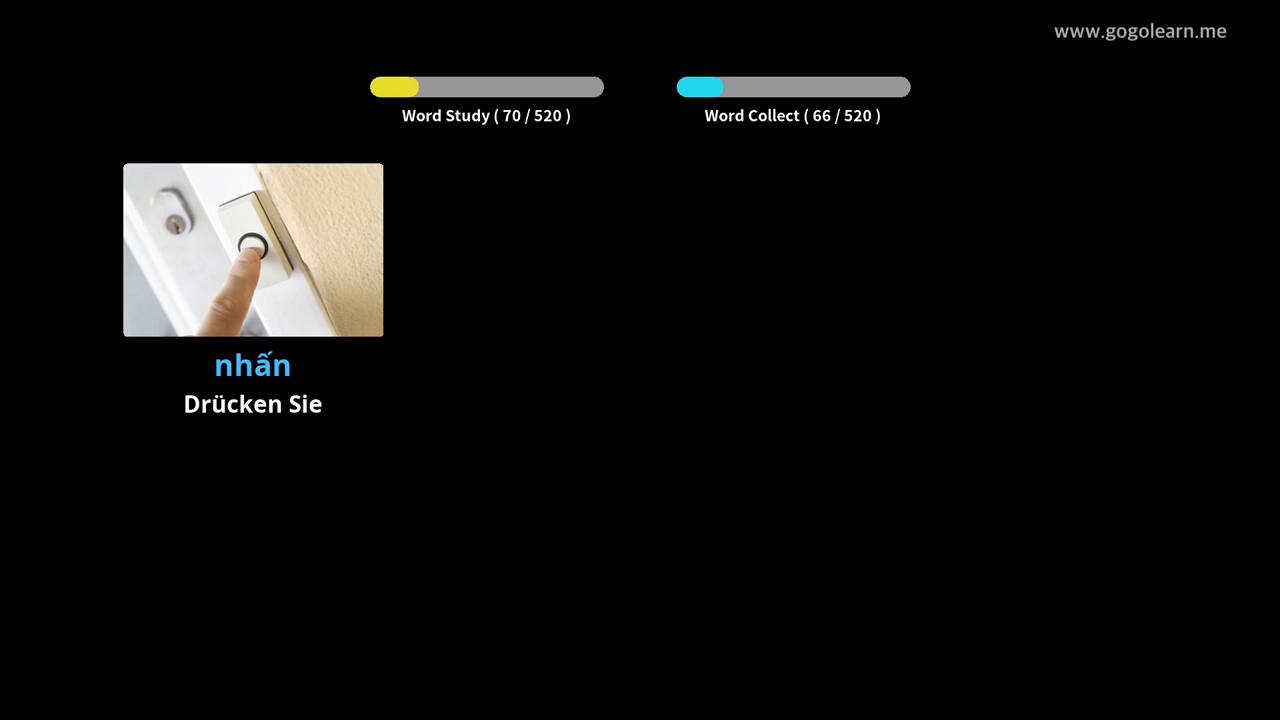 www.gogolearn.me
Word Study ( 70 / 520 )
Word Collect ( 66 / 520 )
nhấn
Drücken Sie